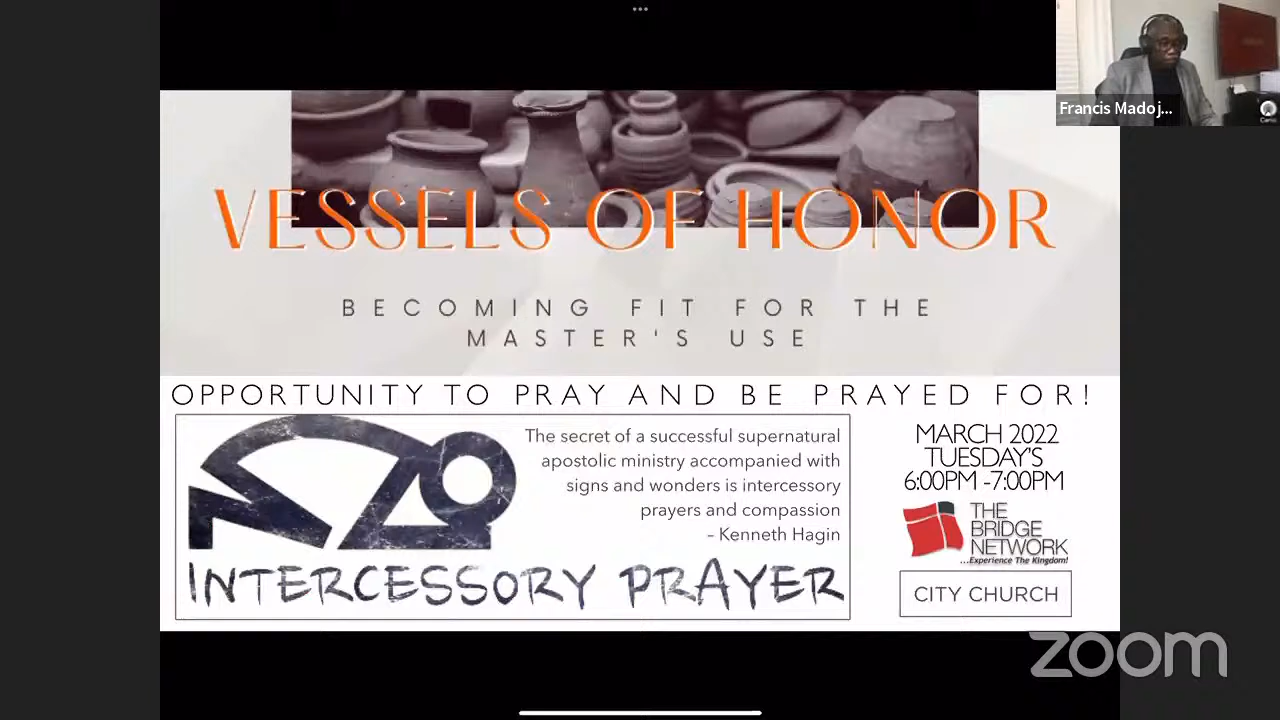 Francis Madoj...
VESSELS OF HONOR
BECOMING FIT FOR THE
MASTER'S USE
OPPORTUNITY TO PRAY AND BE PRAYED FOR!
The secret of a successful supernatural
apostolic ministry accompanied with
signs and wonders is intercessory
prayers and compassion
– Kenneth Hagin
INTERCESSORY PRAYER
MARCH 2022
TUESDAY'S
6:00PM -7:00PM
THE
BRIDGE
NETWORK
...Experience The Kingdom!
CITY CHURCH
zoom